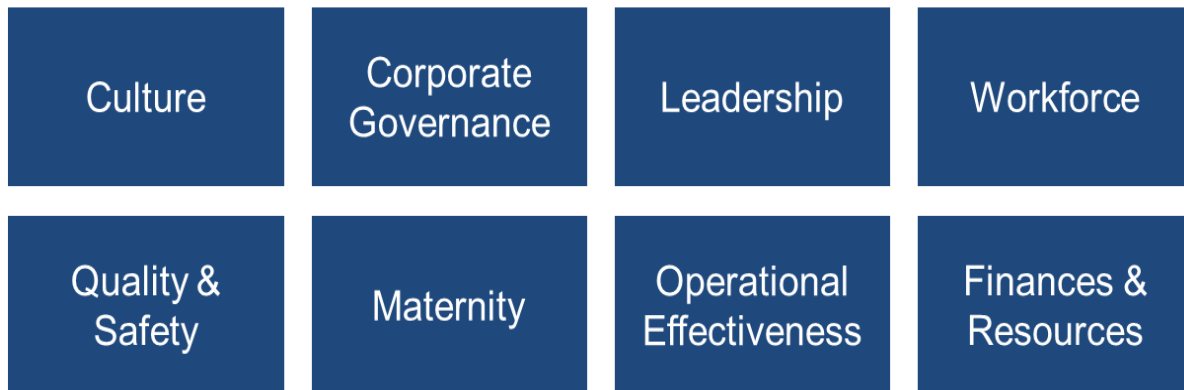 Culture
Corporate
Governance
Leadership
Workforce
Quality &
Safety
Maternity
Operational
Effectiveness
Finances &
Resources